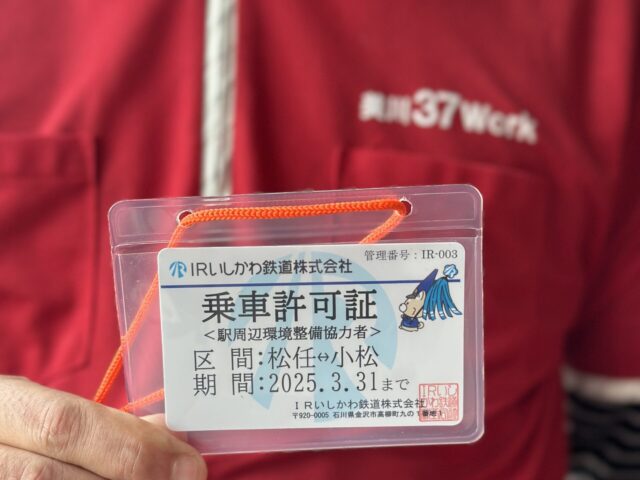 美川37Work
管理番号：IR-003
IRいしかわ鉄道株式会社
乗車許可証
＜駅周辺環境整備協力者＞
区 間：松任⇔小松
期 間：2025.3.31まで
IRいしかわ鉄道株式会社
〒920-0005 石川県金沢市高柳町九の1番地1